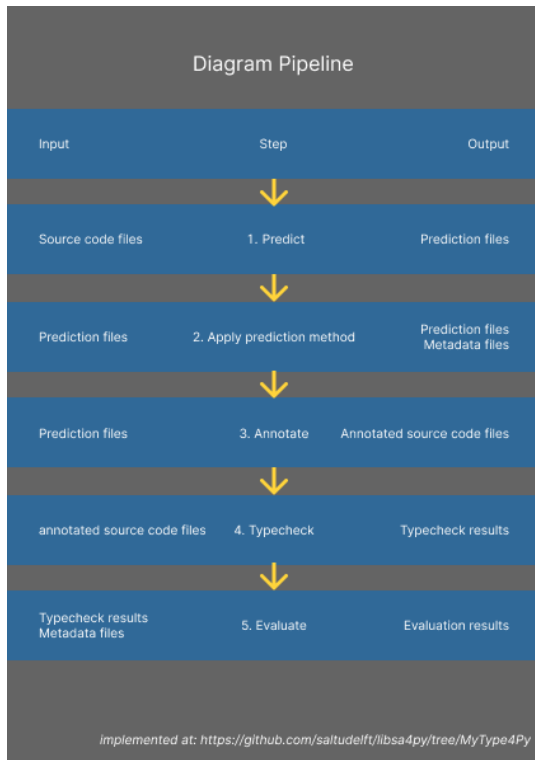 Diagram Pipeline
Input Step Output
Source code files 1. Predict Prediction files
Prediction files 2. Apply prediction method Prediction files
Metadata files
Prediction files 3. Annotate Annotated source code files
annotated source code files 4. Typecheck Typecheck results
Typecheck results
Metadata files 5. Evaluate Evaluation results
implemented at: https://github.com/saltudelft/libsa4py/tree/MyType4Py